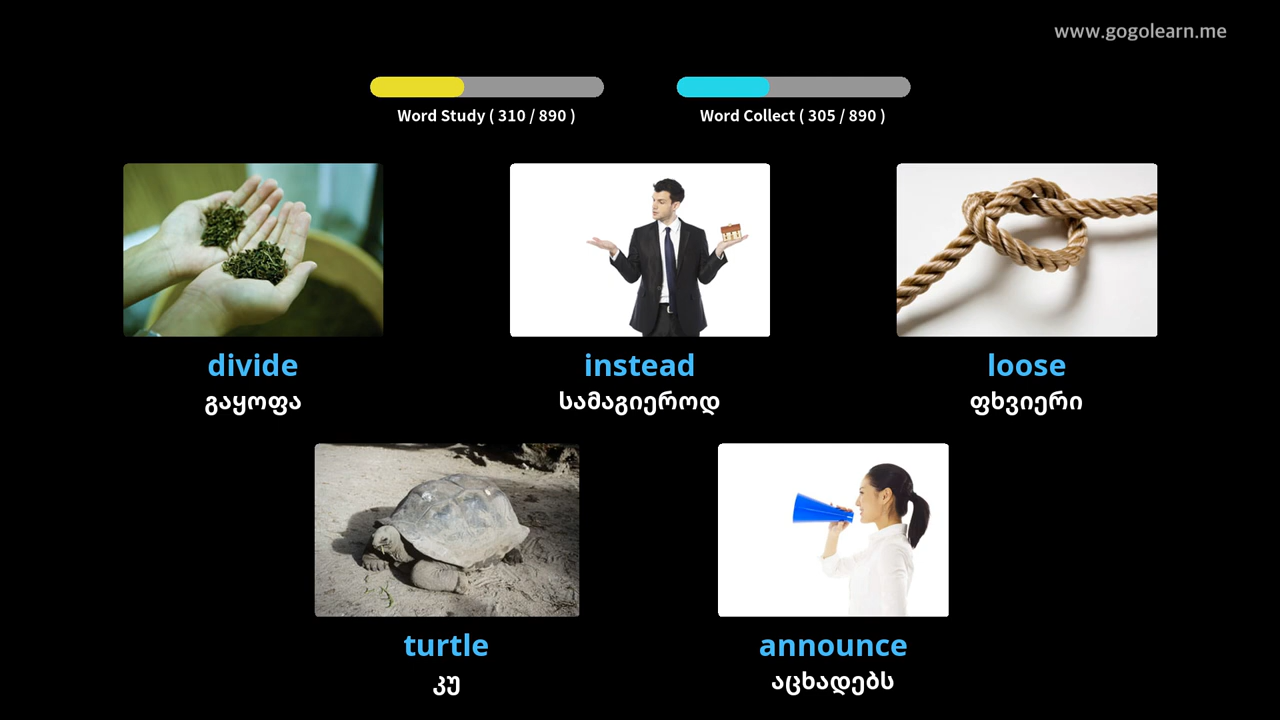 www.gogolearn.me
Word Study ( 310 / 890 )
Word Collect ( 305 / 890 )
divide
გაყოფა
instead
სამაგიეროდ
loose
ფხვიერი
turtle
კუ
announce
აცხადებს